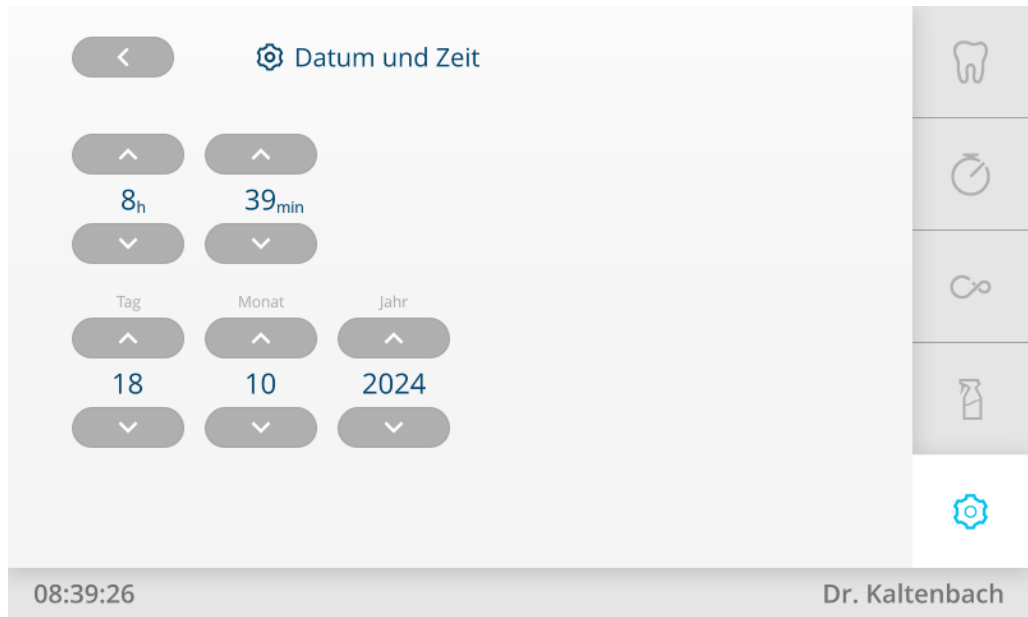 Datum und Zeit
8h 39min
Tag Monat Jahr
18 10 2024
08:39:26 Dr. Kaltenbach